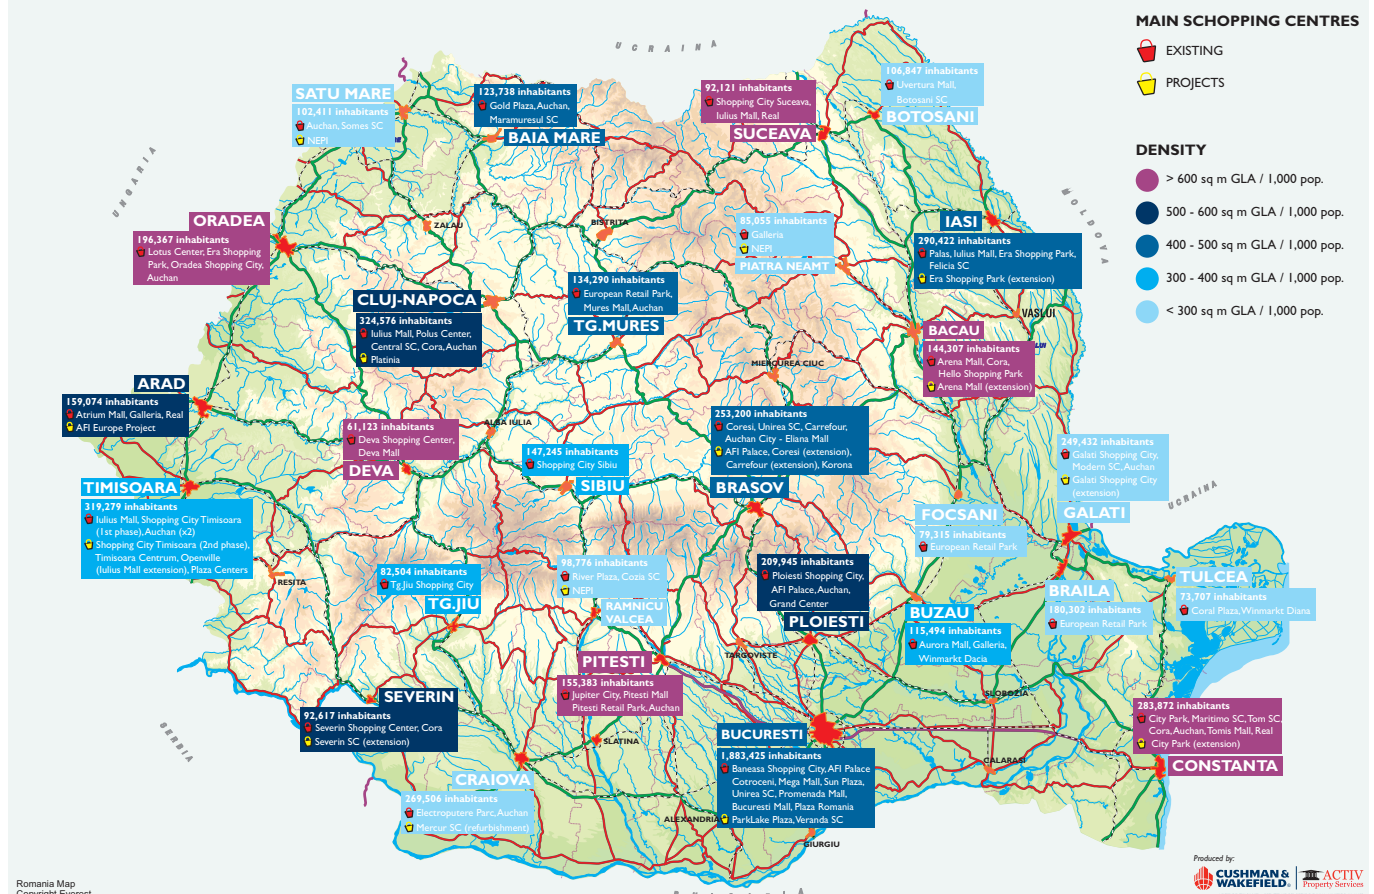 MAIN SCHOPPING CENTRES
EXISTING
PROJECTS
DENSITY
> 600 sq m GLA / 1,000 pop.
500 - 600 sq m GLA / 1,000 pop.
400 - 500 sq m GLA / 1,000 pop.
300 - 400 sq m GLA / 1,000 pop.
< 300 sq m GLA / 1,000 pop.
UCRAINA
UNGARIA
MOLDOVA
UCRAINA
SERBIA
SATU MARE
102,411 inhabitants
Auchan, Somes SC
NEPI
123,738 inhabitants
Gold Plaza, Auchan,
Maramuresul SC
BAIA MARE
92,121 inhabitants
Shopping City Suceava,
Iulius Mall, Real
SUCEAVA
106,847 inhabitants
Uvertura Mall,
Botosani SC
BOTOSANI
ORADEA
196,367 inhabitants
Lotus Center, Era Shopping
Park, Oradea Shopping City,
Auchan
ZALAU
BISTRITA
85,055 inhabitants
Galleria
NEPI
PIATRA NEAMT
IASI
290,422 inhabitants
Palas, Iulius Mall, Era Shopping Park,
Felicia SC
Era Shopping Park (extension)
CLUJ-NAPOCA
324,576 inhabitants
Iulius Mall, Polus Center,
Central SC, Cora, Auchan
Platinia
134,290 inhabitants
European Retail Park,
Mures Mall, Auchan
TG.MURES
VASLUI
BACAU
144,307 inhabitants
Arena Mall, Cora,
Hello Shopping Park
Arena Mall (extension)
MIERCUREA CIUC
ARAD
159,074 inhabitants
Atrium Mall, Galleria, Real
AFI Europe Project
61,123 inhabitants
Deva Shopping Center,
Deva Mall
DEVA
ALBA IULIA
147,245 inhabitants
Shopping City Sibiu
SIBIU
253,200 inhabitants
Coresi, Unirea SC, Carrefour,
Auchan City - Eliana Mall
AFI Palace, Coresi (extension),
Carrefour (extension), Korona
BRASOV
249,432 inhabitants
Galati Shopping City,
Modern SC, Auchan
Galati Shopping City
(extension)
GALATI
TIMISOARA
319,279 inhabitants
Iulius Mall, Shopping City Timisoara
(1st phase), Auchan (x2)
Shopping City Timisoara (2nd phase),
Timisoara Centrum, Openville
(Iulius Mall extension), Plaza Centers
FOCSANI
79,315 inhabitants
European Retail Park
RESITA
82,504 inhabitants
Tg.Jiu Shopping City
TG.JIU
98,776 inhabitants
River Plaza, Cozia SC
NEPI
RAMNICU
VALCEA
209,945 inhabitants
Ploiesti Shopping City,
AFI Palace, Auchan,
Grand Center
PLOIESTI
BUZAU
115,494 inhabitants
Aurora Mall, Galleria,
Winmarkt Dacia
BRAILA
180,302 inhabitants
European Retail Park
TULCEA
73,707 inhabitants
Coral Plaza, Winmarkt Diana
PITESTI
155,383 inhabitants
Jupiter City, Pitesti Mall
Pitesti Retail Park, Auchan
TARGOVISTE
SEVERIN
92,617 inhabitants
Severin Shopping Center, Cora
Severin SC (extension)
SLOBOZIA
283,872 inhabitants
City Park, Maritimo SC, Tom SC,
Cora, Auchan, Tomis Mall, Real
City Park (extension)
CONSTANTA
SLATINA
BUCURESTI
1,883,425 inhabitants
Baneasa Shopping City, AFI Palace
Cotroceni, Mega Mall, Sun Plaza,
Unirea SC, Promenada Mall,
Bucuresti Mall, Plaza Romania
ParkLake Plaza, Veranda SC
CALARASI
CRAIOVA
269,506 inhabitants
Electroputere Parc, Auchan
Mercur SC (refurbishment)
ALEXANDRIA
GIURGIU
Romania Map
Produced by:
CUSHMAN &
WAKEFIELD
ACTIV
Property Services